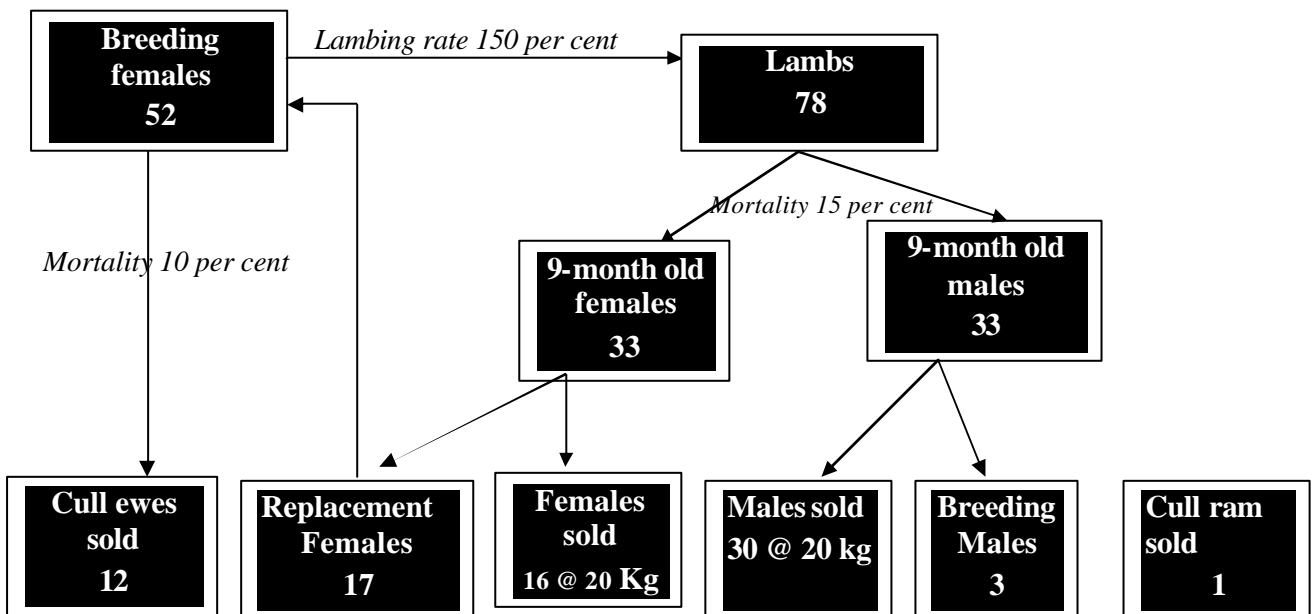 Breeding
females
52
Lambing rate 150 per cent
Lambs
78
Mortality 15 per cent
Mortality 10 per cent
9-month old
females
33
9-month old
males
33
Cull ewes
sold
12
Replacement
Females
17
Females
sold
16 @ 20 Kg
Males sold
30 @ 20 kg
Breeding
Males
3
Cull ram
sold
1